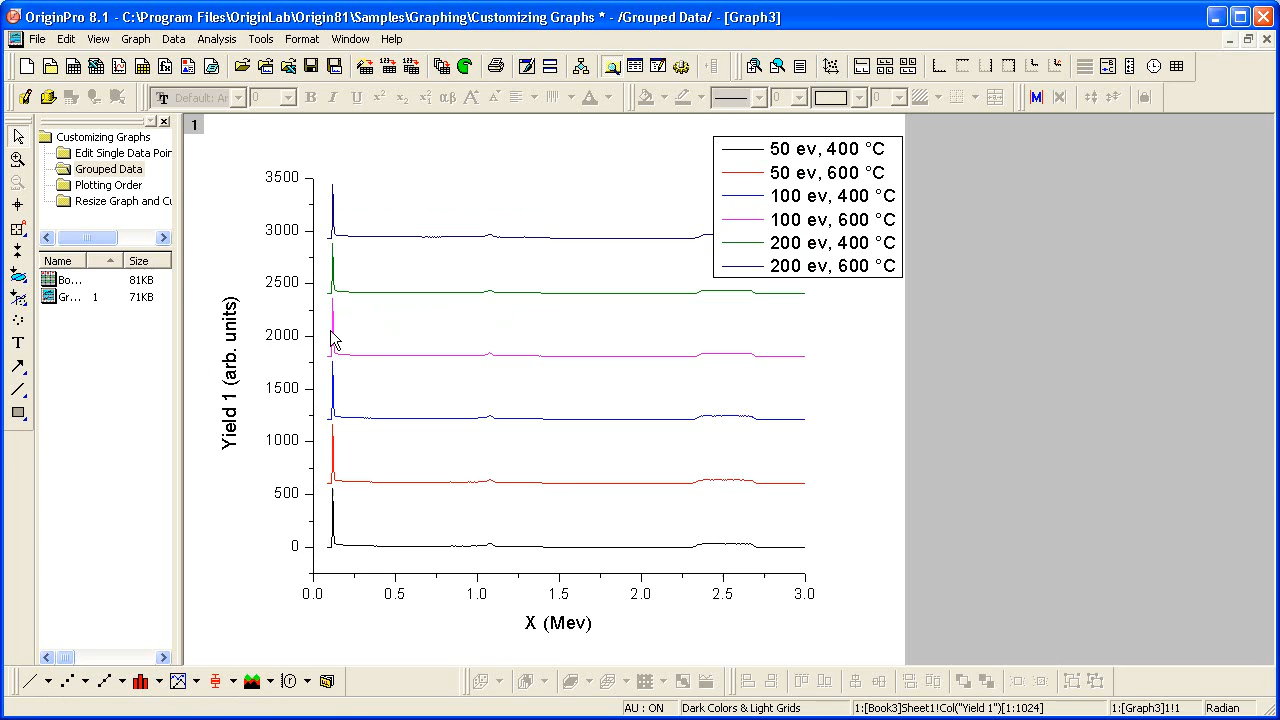 OriginPro 8.1 - C:\Program Files\OriginLab\Origin81\Samples\Graphing\Customizing Graphs * - /Grouped Data/ - [Graph3]
File Edit View Graph Data Analysis Tools Format Window Help
Default: Ar 0 B I U 0 0
Customizing Graphs
Edit Single Data Poin
Grouped Data
Plotting Order
Resize Graph and Cu
Name Size
Bo... 81KB
Gr... 1 71KB
1
50 ev, 400 °C
50 ev, 600 °C
100 ev, 400 °C
100 ev, 600 °C
200 ev, 400 °C
200 ev, 600 °C
3500
3000
2500
2000
1500
1000
500
0
Yield 1 (arb. units)
0.0 0.5 1.0 1.5 2.0 2.5 3.0
X (Mev)
AU : ON Dark Colors & Light Grids 1:[Book3]Sheet1!Col("Yield 1")[1:1024] 1:[Graph3]1!1 Radian